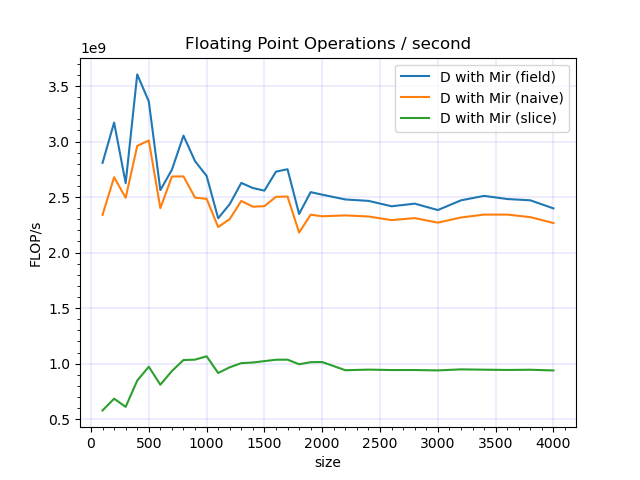 Floating Point Operations / second
1e9
D with Mir (field)
D with Mir (naive)
D with Mir (slice)
3.5
3.0
2.5
2.0
1.5
1.0
0.5
FLOP/s
0 500 1000 1500 2000 2500 3000 3500 4000
size